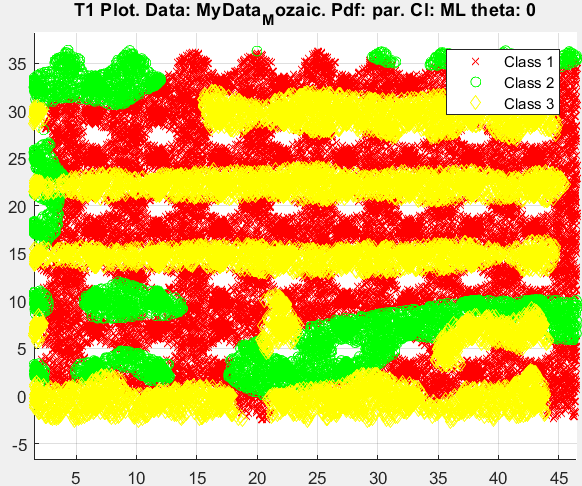 T1 Plot. Data: MyData_Mozaic. Pdf: par. Cl: ML theta: 0
Class 1
Class 2
Class 3
35
30
25
20
15
10
5
0
-5
5 10 15 20 25 30 35 40 45